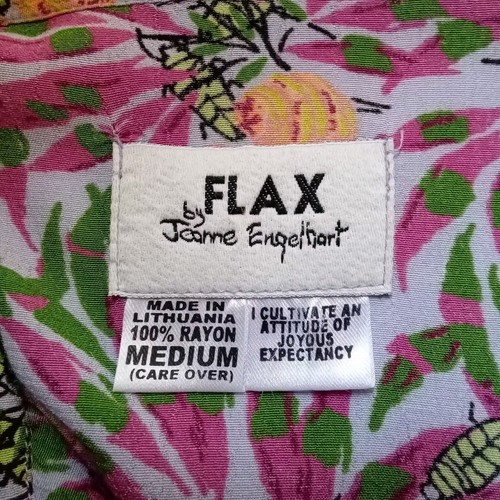 FLAX
by
Jeanne Engelhart
MADE IN
LITHUANIA
100% RAYON
MEDIUM
(CARE OVER)
I CULTIVATE AN
ATTITUDE OF
JOYOUS
EXPECTANCY